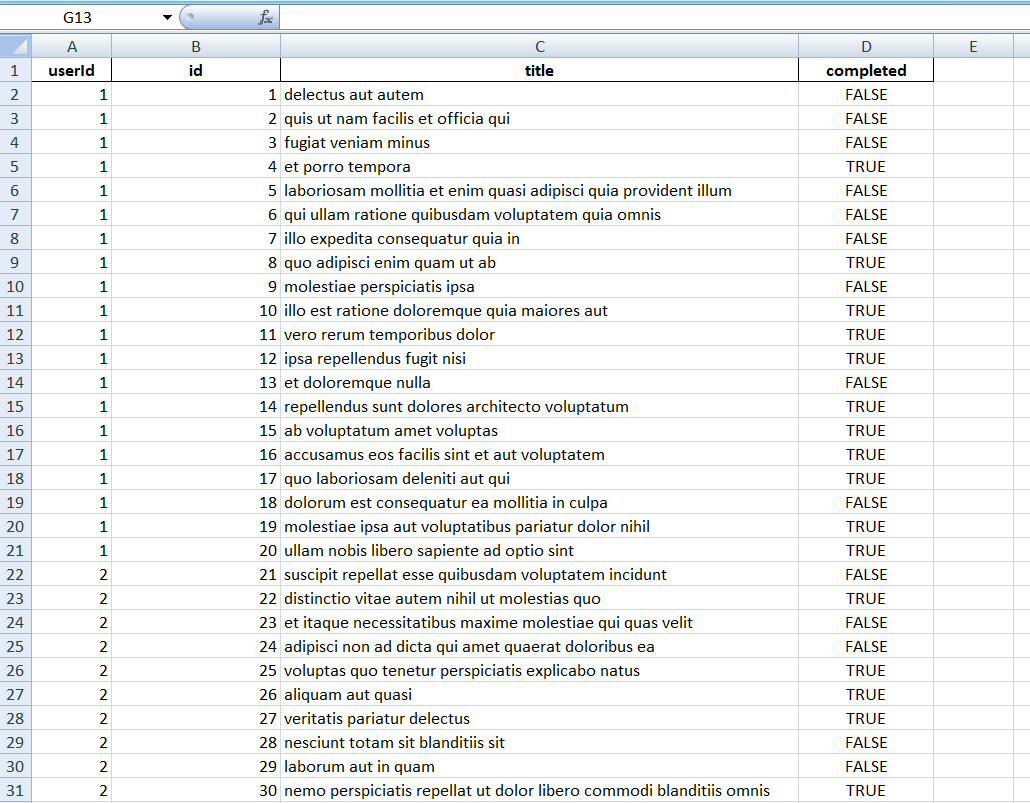 G13 fx
A B C D E
1 userId id title completed
2 1 1 delectus aut autem FALSE
3 1 2 quis ut nam facilis et officia qui FALSE
4 1 3 fugiat veniam minus FALSE
5 1 4 et porro tempora TRUE
6 1 5 laboriosam mollitia et enim quasi adipisci quia provident illum FALSE
7 1 6 qui ullam ratione quibusdam voluptatem quia omnis FALSE
8 1 7 illo expedita consequatur quia in FALSE
9 1 8 quo adipisci enim quam ut ab TRUE
10 1 9 molestiae perspiciatis ipsa FALSE
11 1 10 illo est ratione doloremque quia maiores aut TRUE
12 1 11 vero rerum temporibus dolor TRUE
13 1 12 ipsa repellendus fugit nisi TRUE
14 1 13 et doloremque nulla FALSE
15 1 14 repellendus sunt dolores architecto voluptatum TRUE
16 1 15 ab voluptatum amet voluptas TRUE
17 1 16 accusamus eos facilis sint et aut voluptatem TRUE
18 1 17 quo laboriosam deleniti aut qui TRUE
19 1 18 dolorum est consequatur ea mollitia in culpa FALSE
20 1 19 molestiae ipsa aut voluptatibus pariatur dolor nihil TRUE
21 1 20 ullam nobis libero sapiente ad optio sint TRUE
22 2 21 suscipit repellat esse quibusdam voluptatem incidunt FALSE
23 2 22 distinctio vitae autem nihil ut molestias quo TRUE
24 2 23 et itaque necessitatibus maxime molestiae qui quas velit FALSE
25 2 24 adipisci non ad dicta qui amet quaerat doloribus ea FALSE
26 2 25 voluptas quo tenetur perspiciatis explicabo natus TRUE
27 2 26 aliquam aut quasi TRUE
28 2 27 veritatis pariatur delectus TRUE
29 2 28 nesciunt totam sit blanditiis sit FALSE
30 2 29 laborum aut in quam FALSE
31 2 30 nemo perspiciatis repellat ut dolor libero commodi blanditiis omnis TRUE